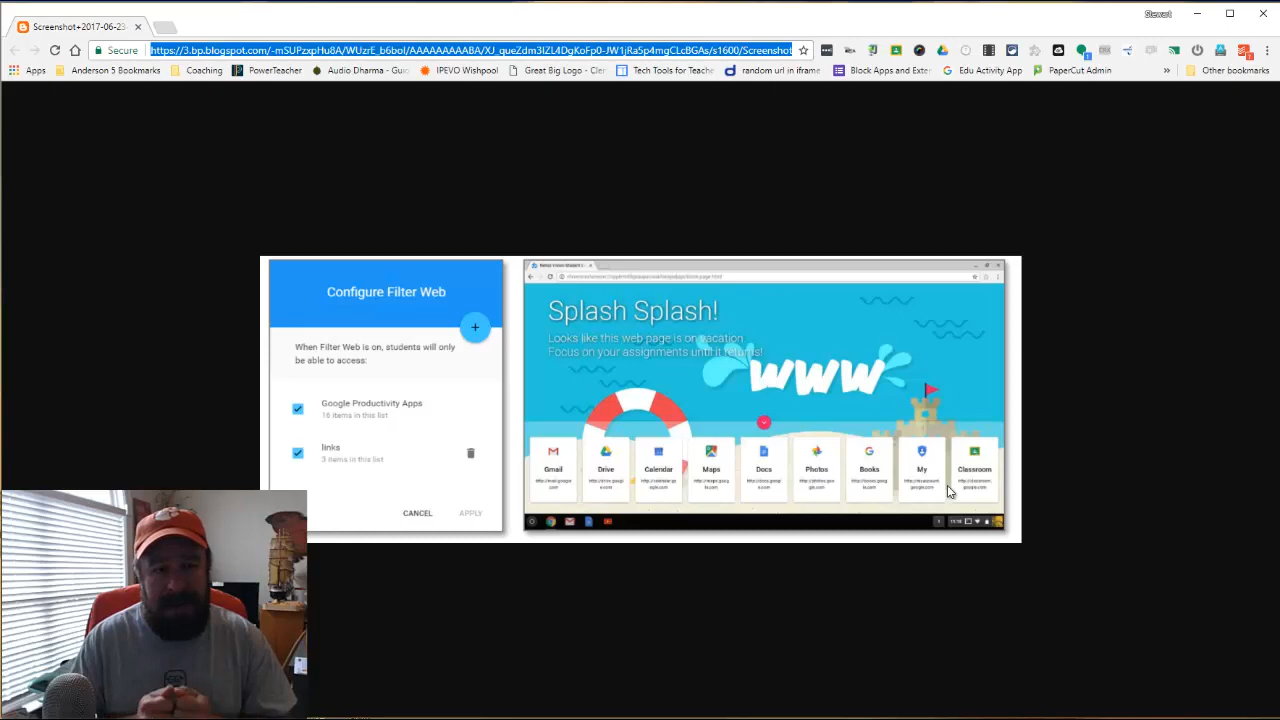 Stewart
Screenshot+2017-06-23-
Secure
https://3.bp.blogspot.com/-mSUPzxpHu8A/WUzrE_b6boI/AAAAAAAAABA/XJ_queZdm3IZL4DgKoFp0-JW1jRa5p4mgCLcBGAs/s1600/Screenshot
Apps
Anderson 5 Bookmarks
Coaching
PowerTeacher
Audio Dharma - Guid
IPEVO Wishpool
Great Big Logo - Cler
Tech Tools for Teache
random url in iframe
Block Apps and Exte
Edu Activity App
PaperCut Admin
»
Other bookmarks
Configure Filter Web
+
When Filter Web is on, students will only
be able to access:
Google Productivity Apps
16 items in this list
links
3 items in this list
CANCEL
APPLY
Splash Splash!
Looks like this web page is on vacation.
Focus on your assignments until it returns!
www
Gmail
Drive
Calendar
Maps
Docs
Photos
Books
My
Classroom